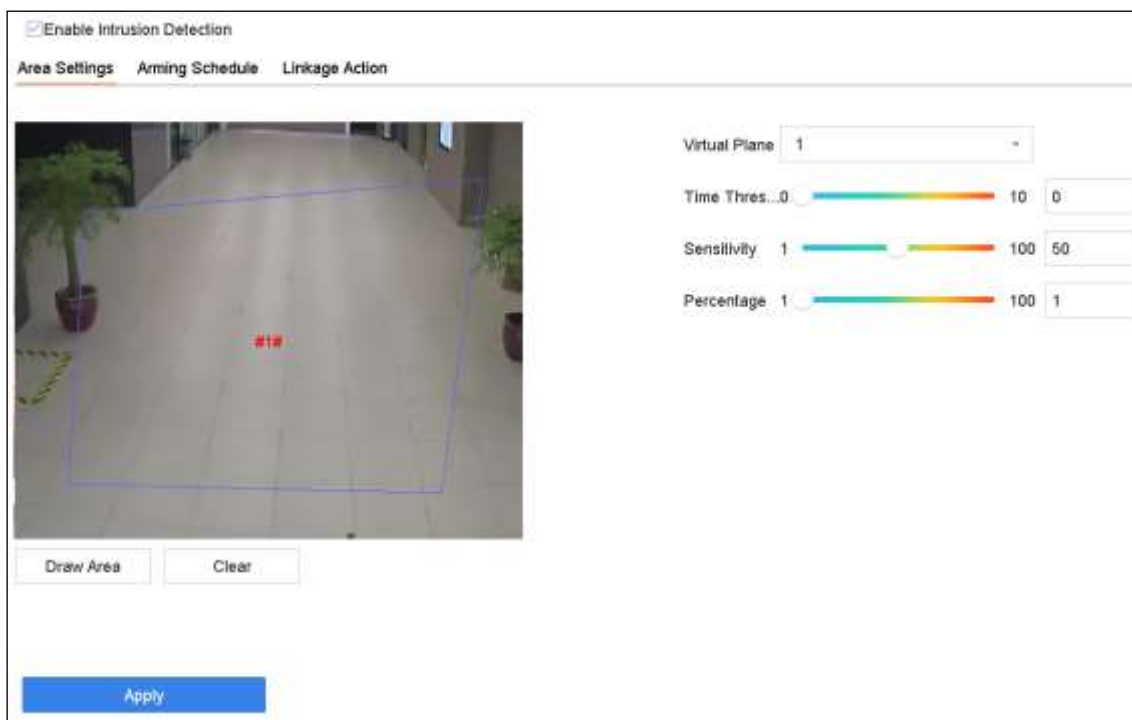 Enable Intrusion Detection
Area Settings Arming Schedule Linkage Action
Virtual Plane 1
Time Thres...0 10 0
Sensitivity 1 100 50
Percentage 1 100 1
#1#
Draw Area Clear
Apply